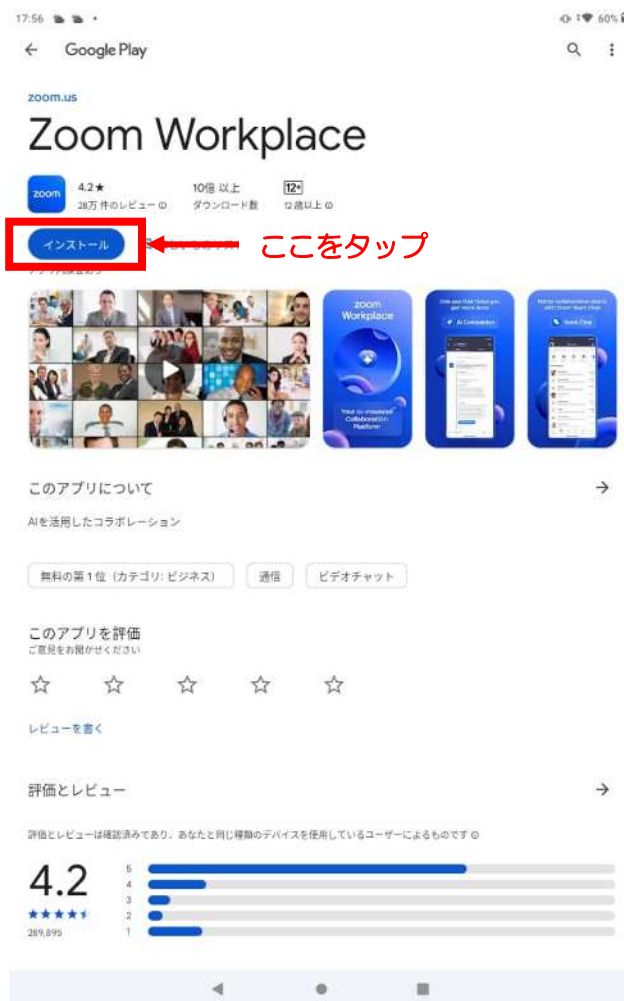 17:56
60%
Google Play
zoom.us
Zoom Workplace
zoom
4.2★
28万 件のレビュー
10億 以上
ダウンロード数
12+
12 歳以上
インストール
ここをタップ
zoom
Workplace
Your AI-powered
Collaboration
Platform
AI Companion
Team Chat
このアプリについて
AIを活用したコラボレーション
無料の第 1 位（カテゴリ: ビジネス）
通信
ビデオチャット
このアプリを評価
ご意見をお聞かせください
レビューを書く
評価とレビュー
評価とレビューは確認済みであり、あなたと同じ種類のデバイスを使用しているユーザーによるものです
4.2
289,895
5
4
3
2
1